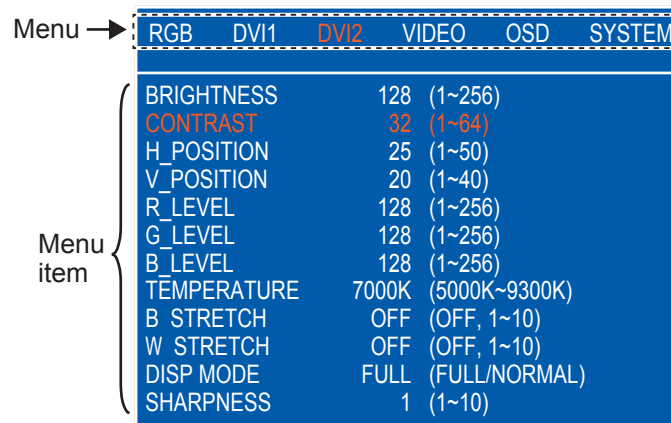 Menu
RGB DVI1 DVI2 VIDEO OSD SYSTEM
Menu item
BRIGHTNESS 128 (1~256)
CONTRAST 32 (1~64)
H_POSITION 25 (1~50)
V_POSITION 20 (1~40)
R_LEVEL 128 (1~256)
G_LEVEL 128 (1~256)
B_LEVEL 128 (1~256)
TEMPERATURE 7000K (5000K~9300K)
B STRETCH OFF (OFF, 1~10)
W STRETCH OFF (OFF, 1~10)
DISP MODE FULL (FULL/NORMAL)
SHARPNESS 1 (1~10)